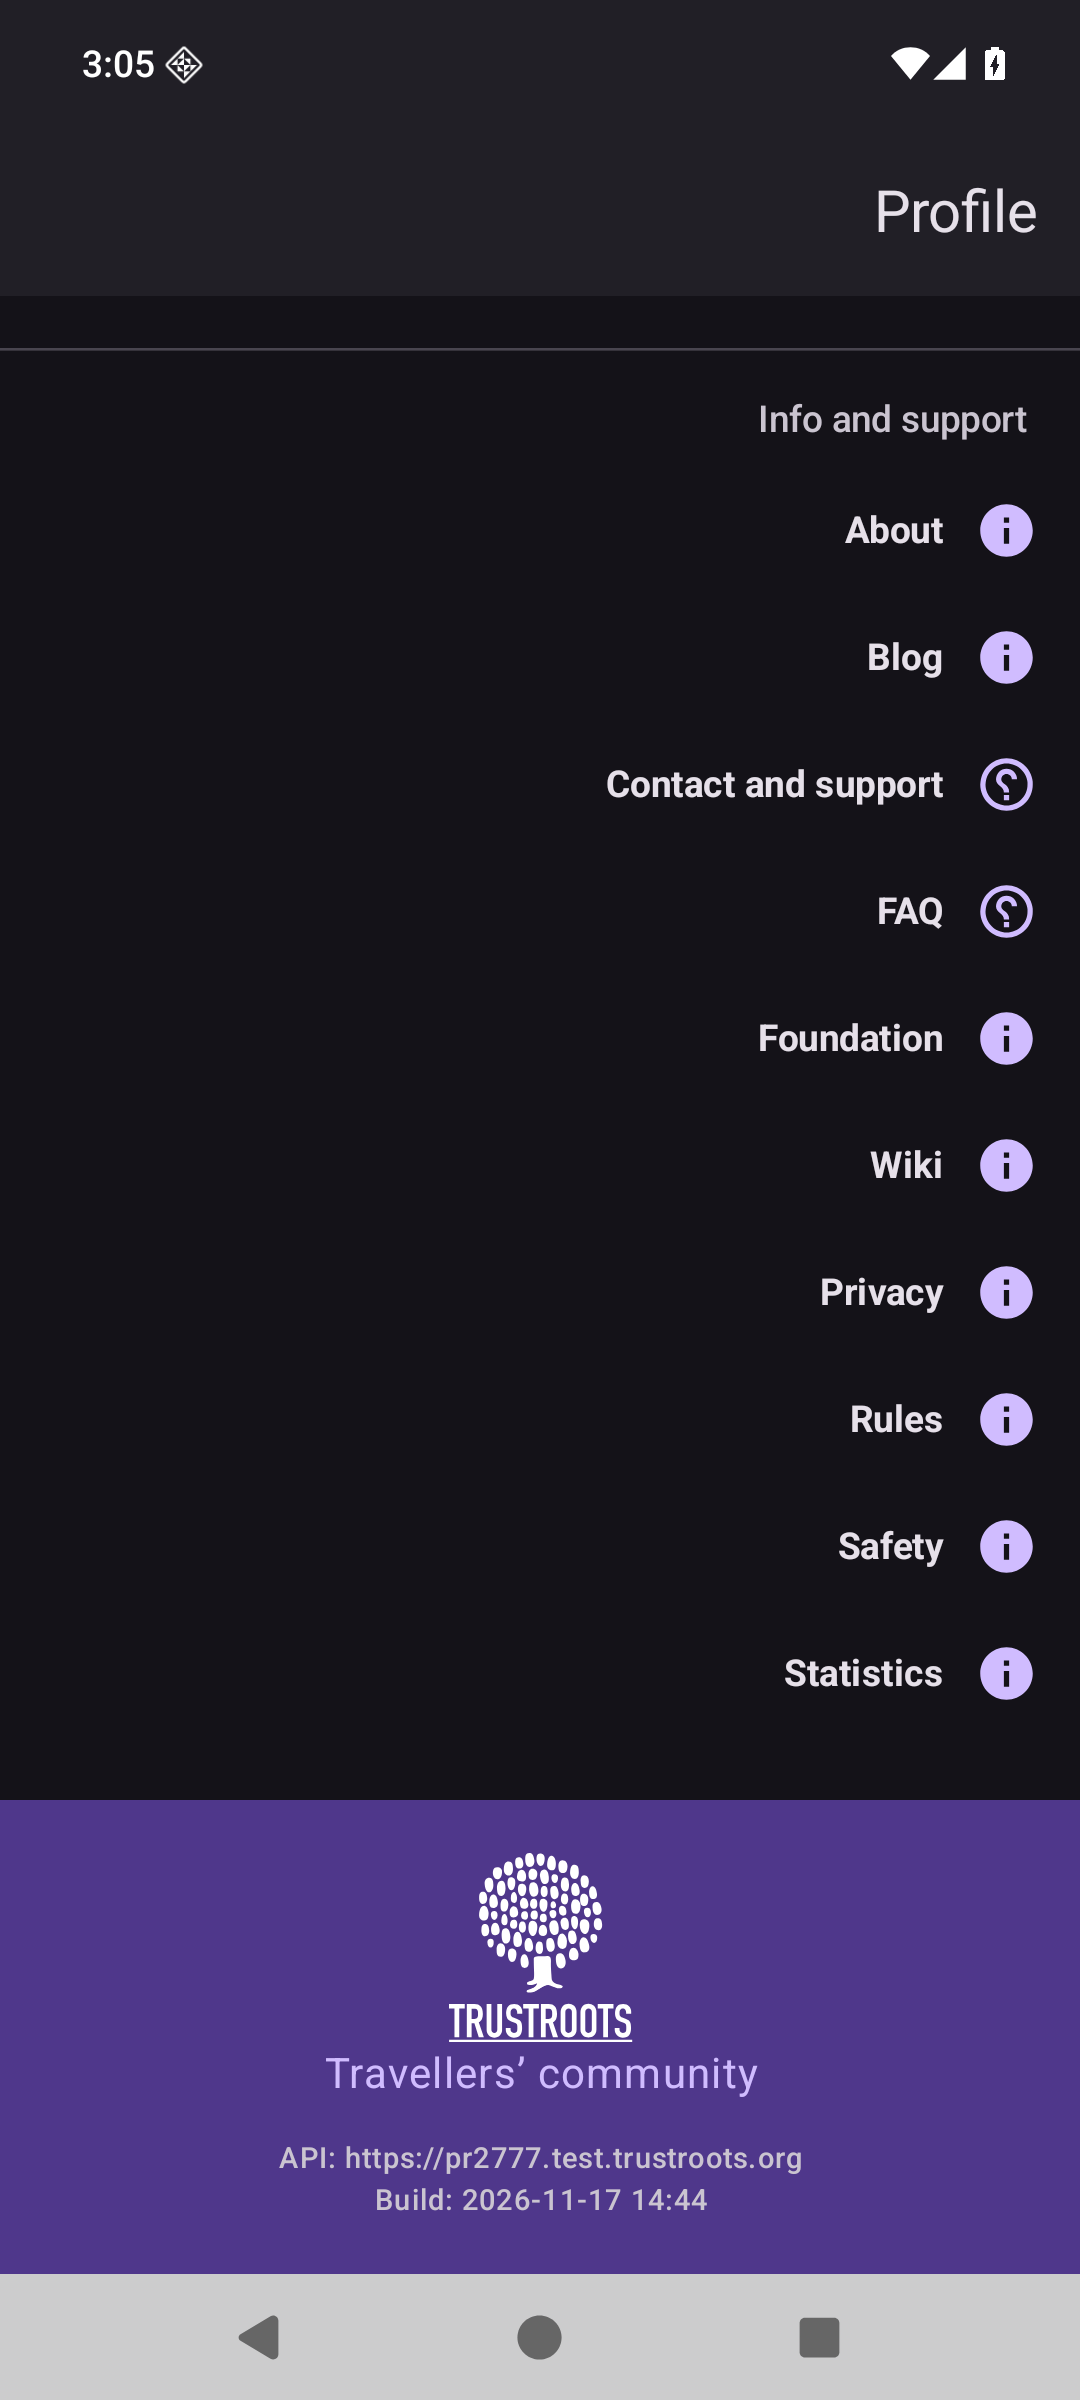 3:05
Profile
Info and support
About
Blog
Contact and support
FAQ
Foundation
Wiki
Privacy
Rules
Safety
Statistics
TRUSTROOTS
Travellers’ community
API: https://pr2777.test.trustroots.org
Build: 2026-11-17 14:44